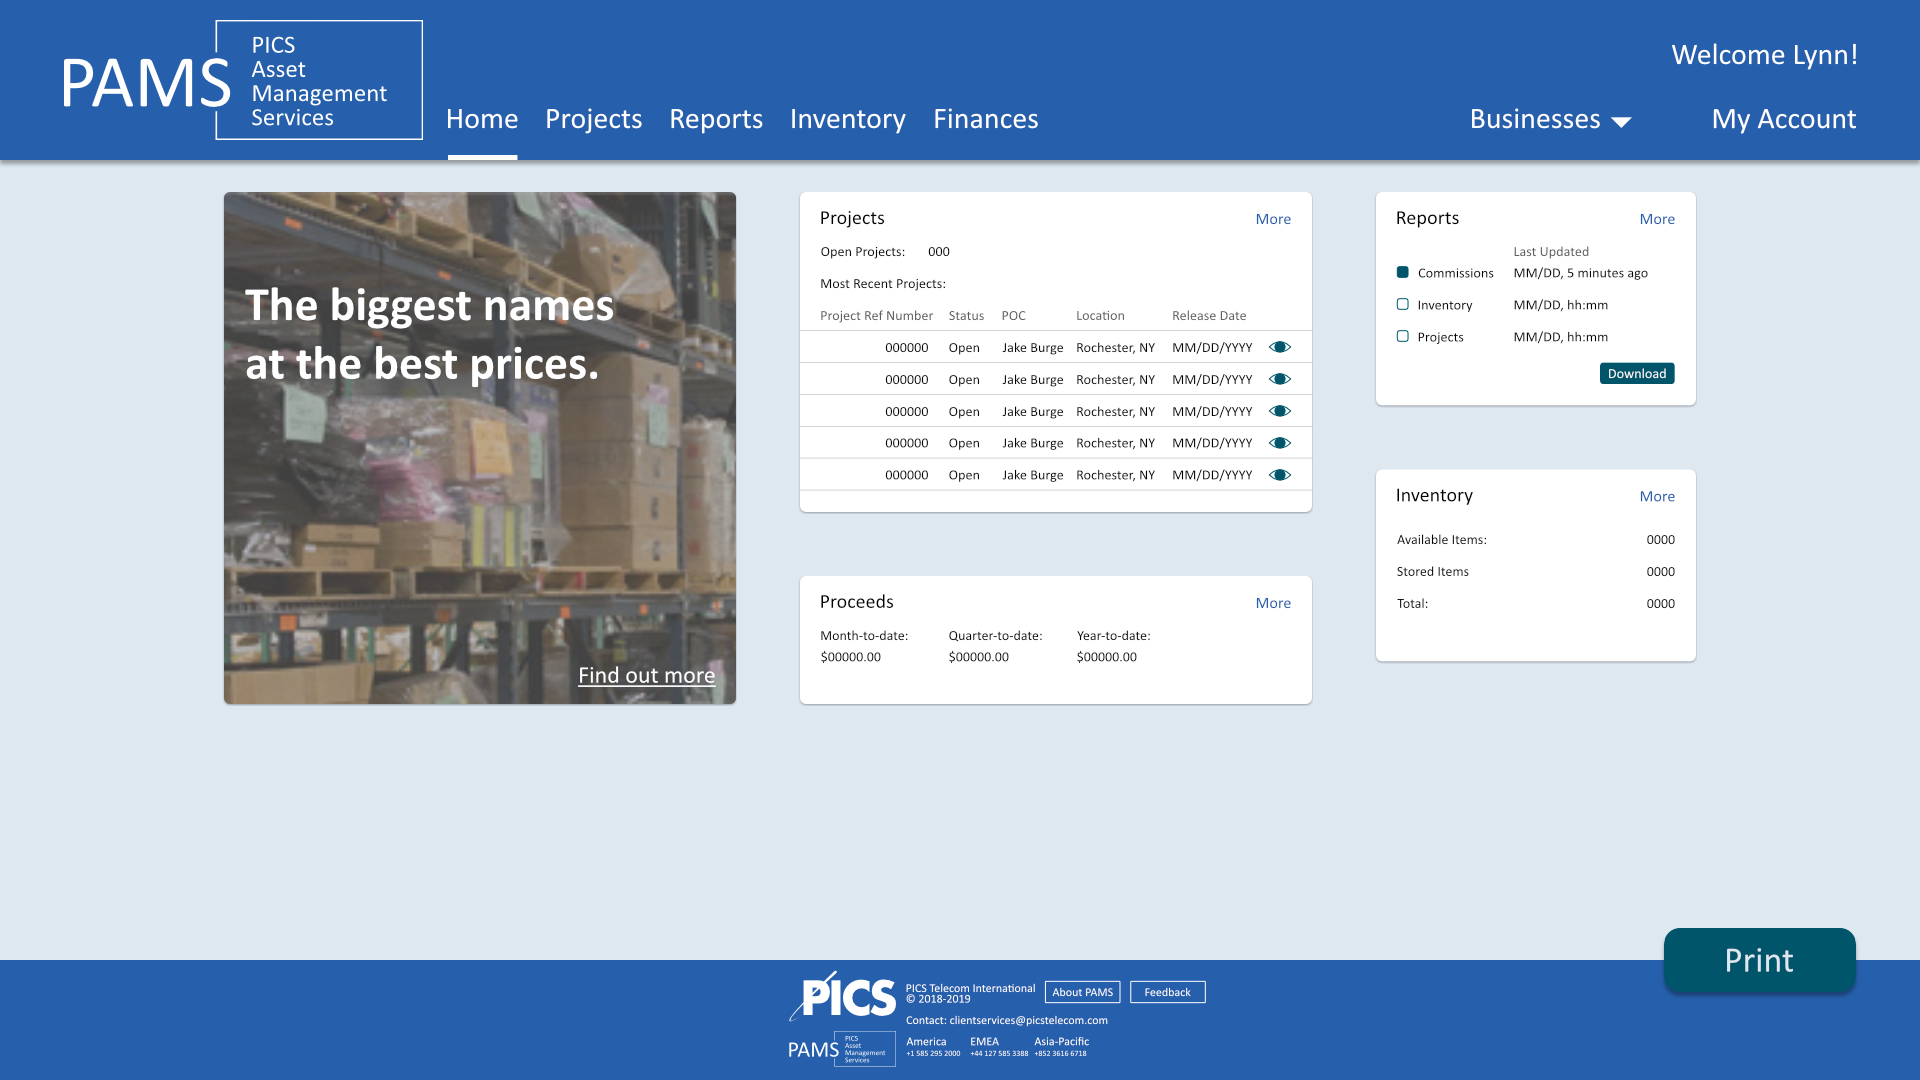 PAMS
PICS
Asset
Management
Services
Home Projects Reports Inventory Finances
Welcome Lynn!
Businesses My Account
The biggest names
at the best prices.
Find out more
Projects More
Open Projects: 000
Most Recent Projects:
Project Ref Number Status POC Location Release Date
000000 Open Jake Burge Rochester, NY MM/DD/YYYY
000000 Open Jake Burge Rochester, NY MM/DD/YYYY
000000 Open Jake Burge Rochester, NY MM/DD/YYYY
000000 Open Jake Burge Rochester, NY MM/DD/YYYY
000000 Open Jake Burge Rochester, NY MM/DD/YYYY
Proceeds More
Month-to-date: Quarter-to-date: Year-to-date:
$00000.00 $00000.00 $00000.00
Reports More
Last Updated
Commissions MM/DD, 5 minutes ago
Inventory MM/DD, hh:mm
Projects MM/DD, hh:mm
Download
Inventory More
Available Items: 0000
Stored Items 0000
Total: 0000
Print
PICS
PICS Telecom International
© 2018-2019
About PAMS Feedback
Contact: clientservices@picstelecom.com
PAMS
PICS
Asset
Management
Services
America EMEA Asia-Pacific
+1 585 295 2000 +44 127 585 3388 +852 3616 6718